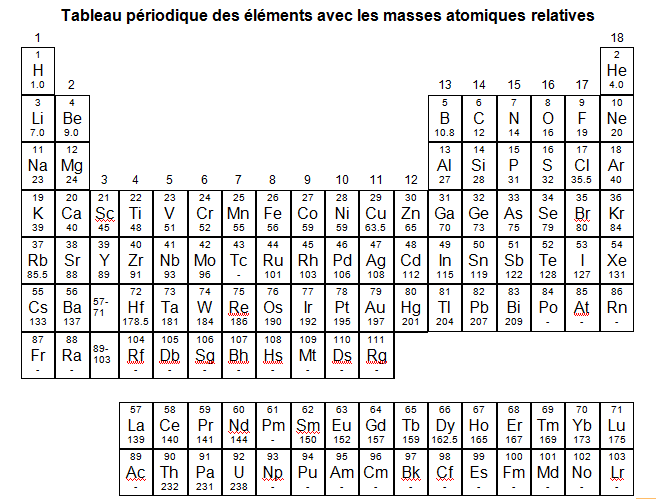 Tableau périodique des éléments avec les masses atomiques relatives
1 18
1 2
H He
1.0 2 13 14 15 16 17 4.0
3 4 5 6 7 8 9 10
Li Be B C N O F Ne
7.0 9.0 10.8 12 14 16 19 20
11 12 13 14 15 16 17 18
Na Mg Al Si P S Cl Ar
23 24 3 4 5 6 7 8 9 10 11 12 27 28 31 32 35.5 40
19 20 21 22 23 24 25 26 27 28 29 30 31 32 33 34 35 36
K Ca Sc Ti V Cr Mn Fe Co Ni Cu Zn Ga Ge As Se Br Kr
39 40 45 48 51 52 55 56 59 59 63.5 65 70 73 75 79 80 84
37 38 39 40 41 42 43 44 45 46 47 48 49 50 51 52 53 54
Rb Sr Y Zr Nb Mo Tc Ru Rh Pd Ag Cd In Sn Sb Te I Xe
85.5 88 89 91 93 96 - 101 103 106 108 112 115 119 122 128 127 131
55 56 57- 72 73 74 75 76 77 78 79 80 81 82 83 84 85 86
Cs Ba 71 Hf Ta W Re Os Ir Pt Au Hg Tl Pb Bi Po At Rn
133 137 178.5 181 184 186 190 192 195 197 201 204 207 209 - - -
87 88 89- 104 105 106 107 108 109 110 111
Fr Ra 103 Rf Db Sg Bh Hs Mt Ds Rg
- - - - - - - - - -
57 58 59 60 61 62 63 64 65 66 67 68 69 70 71
La Ce Pr Nd Pm Sm Eu Gd Tb Dy Ho Er Tm Yb Lu
139 140 141 144 - 150 152 157 159 162.5 165 167 169 173 175
89 90 91 92 93 94 95 96 97 98 99 100 101 102 103
Ac Th Pa U Np Pu Am Cm Bk Cf Es Fm Md No Lr
- 232 231 238 - - - - - - - - - - -